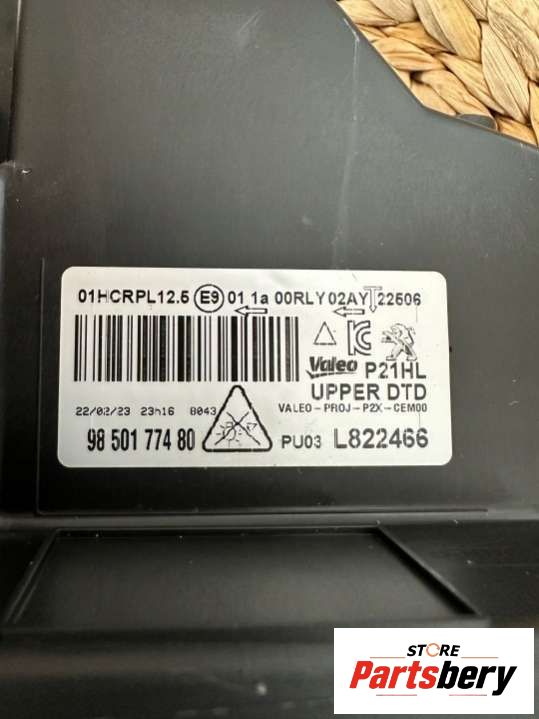 01HCRPL12.5 E9 01 1a 00RLY02AY 22506
Valeo P21HL
UPPER DTD
22/02/23 23h16 8043 VALEO-PROJ-P2X-CEM00
98 501 774 80 PU03 L822466
STORE
Partsbery